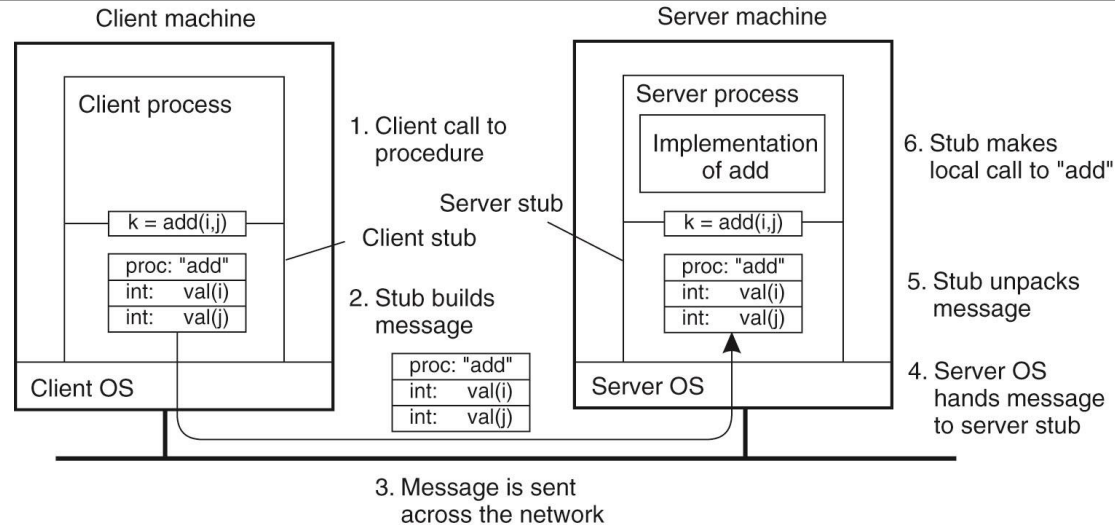 Client machine
Server machine
Client process
1. Client call to
procedure
Server process
Implementation
of add
6. Stub makes
local call to "add"
Server stub
k = add(i,j)
Client stub
k = add(i,j)
proc: "add"
int: val(i)
int: val(j)
2. Stub builds
message
proc: "add"
int: val(i)
int: val(j)
5. Stub unpacks
message
proc: "add"
int: val(i)
int: val(j)
Client OS
Server OS
4. Server OS
hands message
to server stub
3. Message is sent
across the network